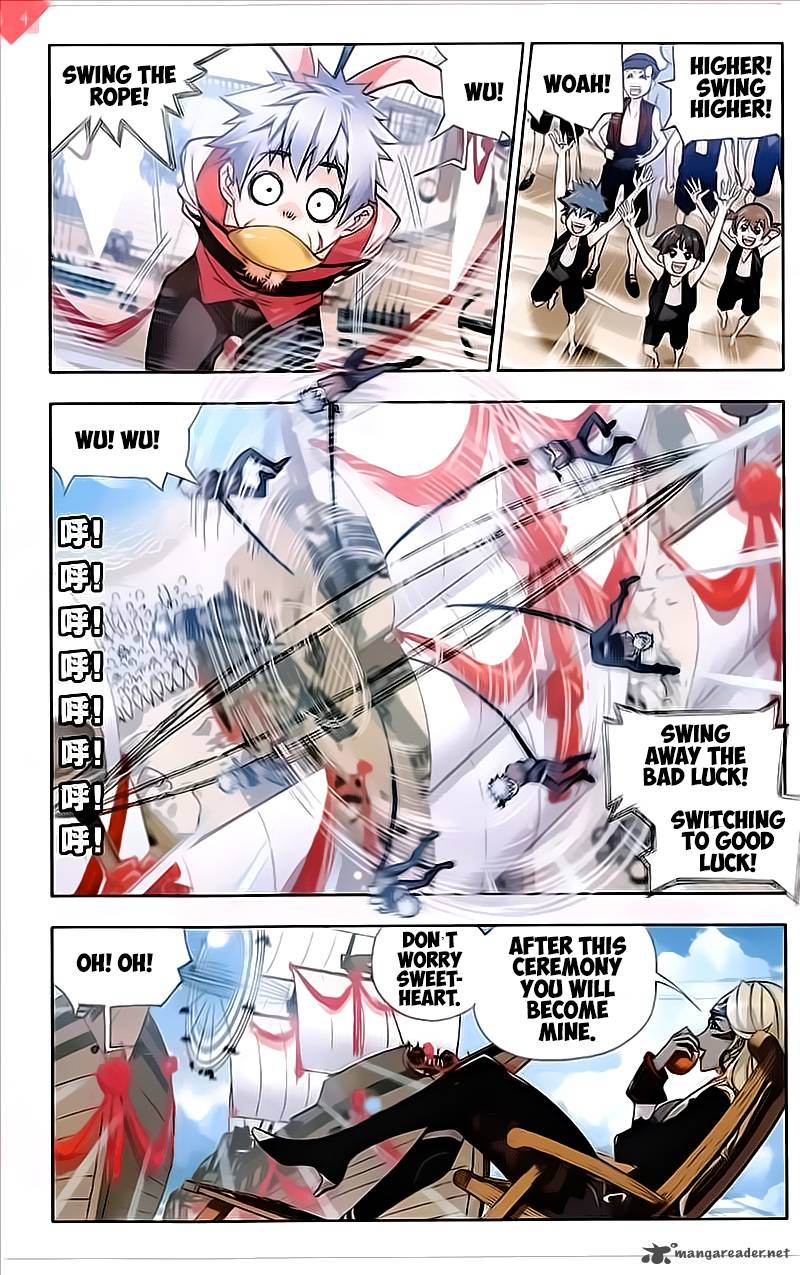 SWING THE
ROPE!
WU!
WOAH!
HIGHER!
SWING
HIGHER!
WU! WU!
呼!
呼!
呼!
呼!
呼!
呼!
呼!
呼!
SWING
AWAY THE
BAD LUCK!
SWITCHING
TO GOOD
LUCK!
OH! OH!
DON'T
WORRY
SWEET-
HEART.
AFTER THIS
CEREMONY
YOU WILL
BECOME
MINE.
mangareader.net